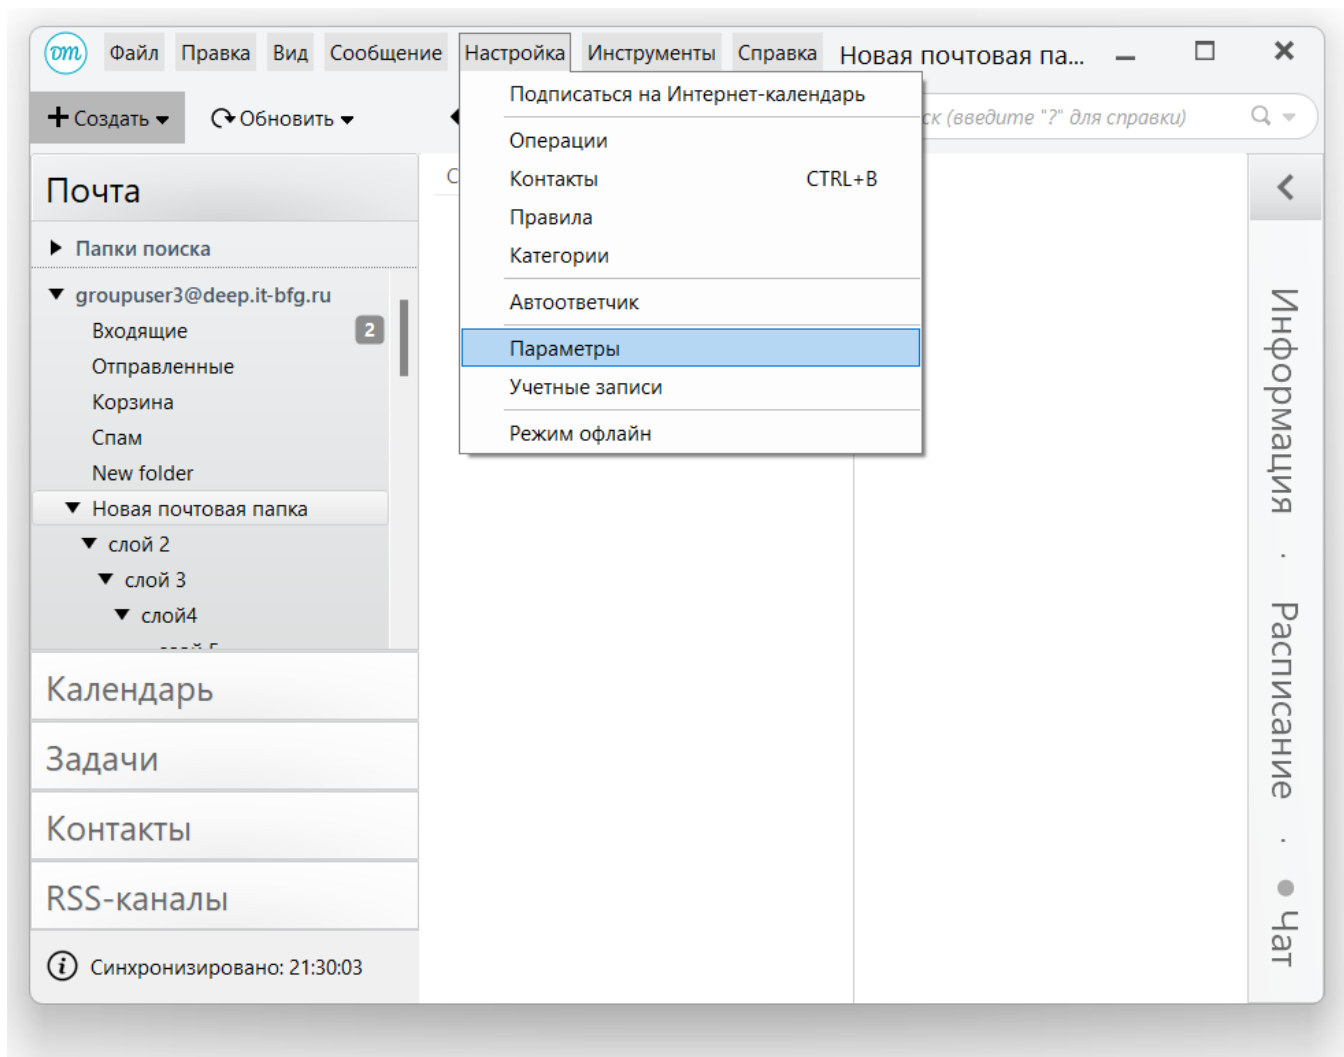 dm Файл Правка Вид Сообщение Настройка Инструменты Справка Новая почтовая па...
Создать Обновить ск (введите "?" для справки)
Подписаться на Интернет-календарь
Операции
Контакты CTRL+B
Правила
Категории
Автоответчик
Параметры
Учетные записи
Режим офлайн
Почта
Папки поиска
groupuser3@deep.it-bfg.ru
Входящие 2
Отправленные
Корзина
Спам
New folder
Новая почтовая папка
слой 2
слой 3
слой4
Календарь
Задачи
Контакты
RSS-каналы
Синхронизировано: 21:30:03
Информация · Расписание · Чат